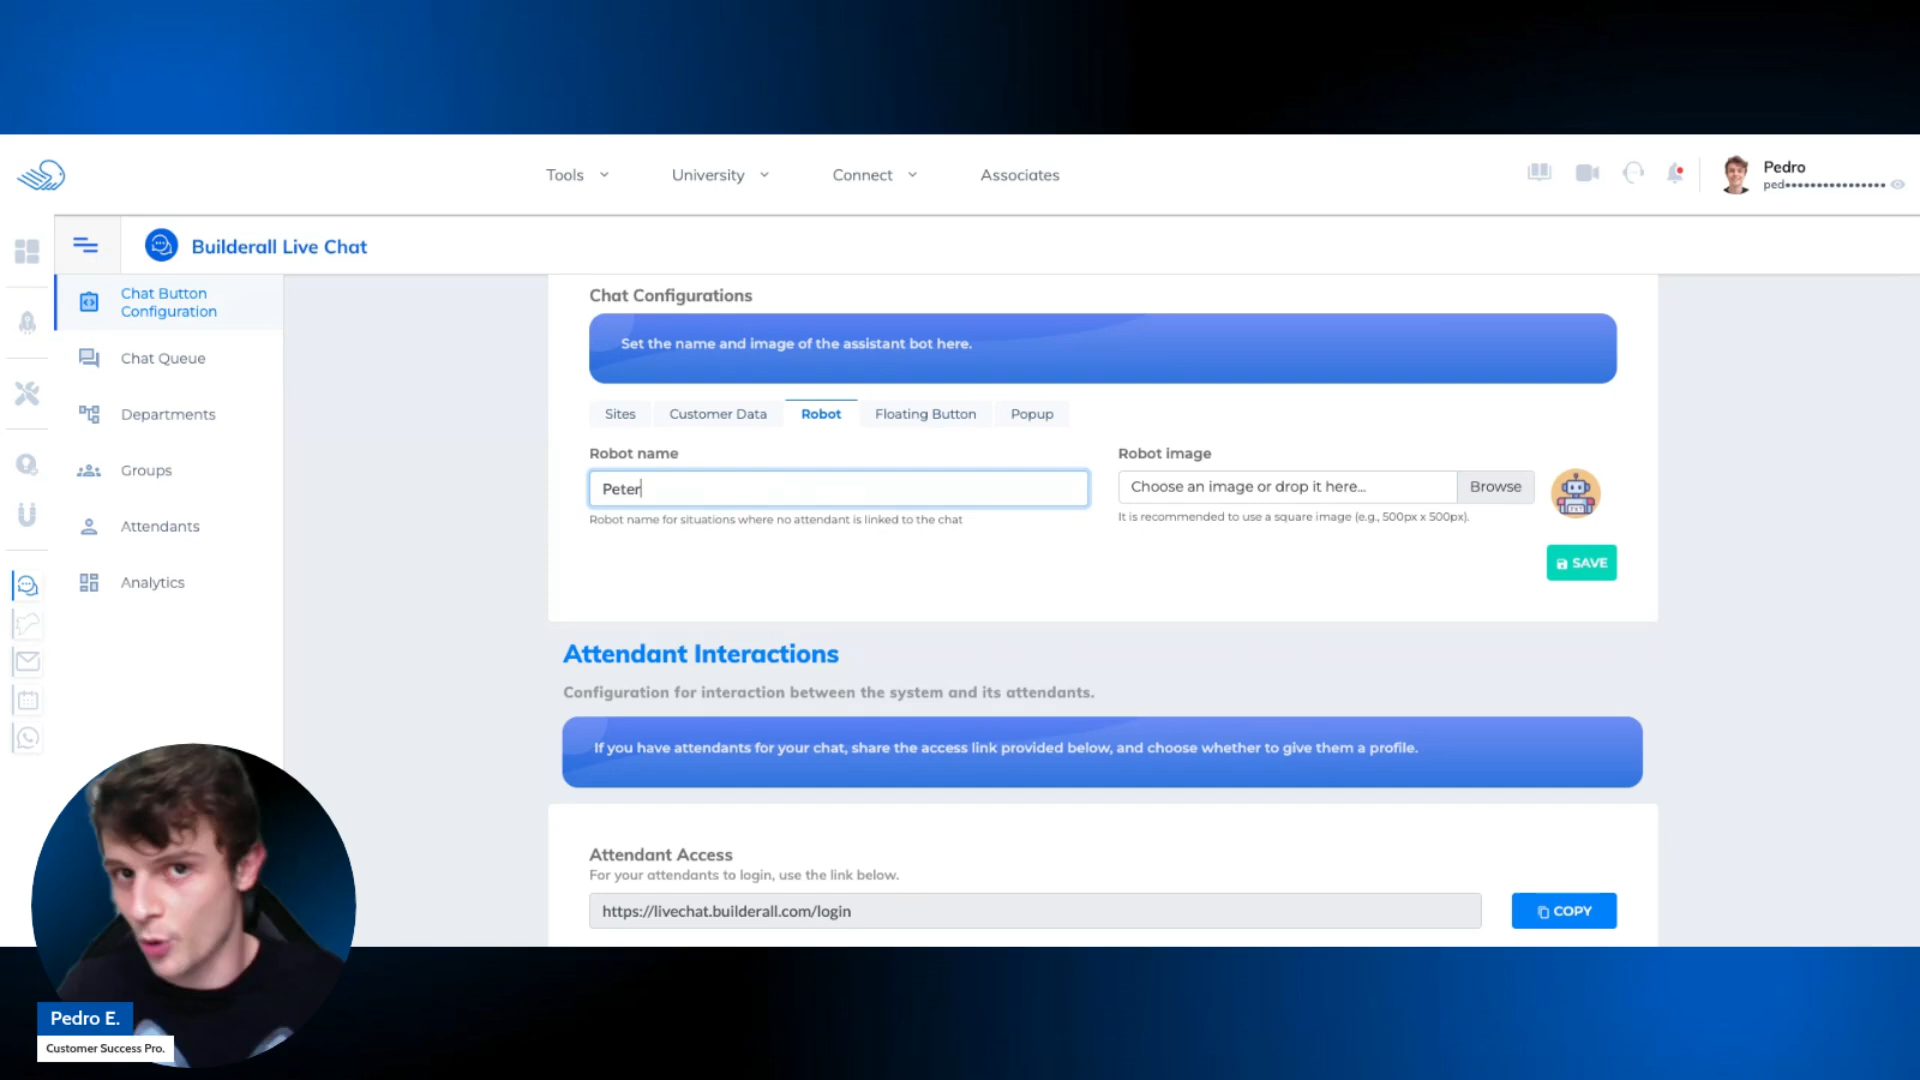 Tools
University
Connect
Associates
Pedro
ped••••••••••••••••
Builderall Live Chat
Chat Button
Configuration
Chat Queue
Departments
Groups
Attendants
Analytics
Chat Configurations
Set the name and image of the assistant bot here.
Sites
Customer Data
Robot
Floating Button
Popup
Robot name
Peter
Robot name for situations where no attendant is linked to the chat
Robot image
Choose an image or drop it here...
Browse
It is recommended to use a square image (e.g., 500px x 500px).
SAVE
Attendant Interactions
Configuration for interaction between the system and its attendants.
If you have attendants for your chat, share the access link provided below, and choose whether to give them a profile.
Attendant Access
For your attendants to login, use the link below.
https://livechat.builderall.com/login
COPY
Pedro E.
Customer Success Pro.